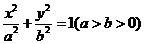 x²/a² + y²/b² = 1(a > b > 0)